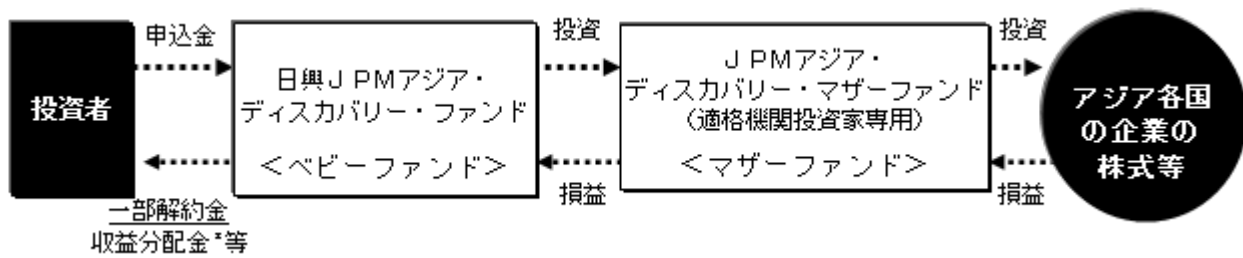 投資者
申込金
一部解約金
収益分配金*等
日興ＪＰＭアジア・
ディスカバリー・ファンド
＜ベビーファンド＞
投資
損益
ＪＰＭアジア・
ディスカバリー・マザーファンド
（適格機関投資家専用）
＜マザーファンド＞
投資
損益
アジア各国
の企業の
株式等